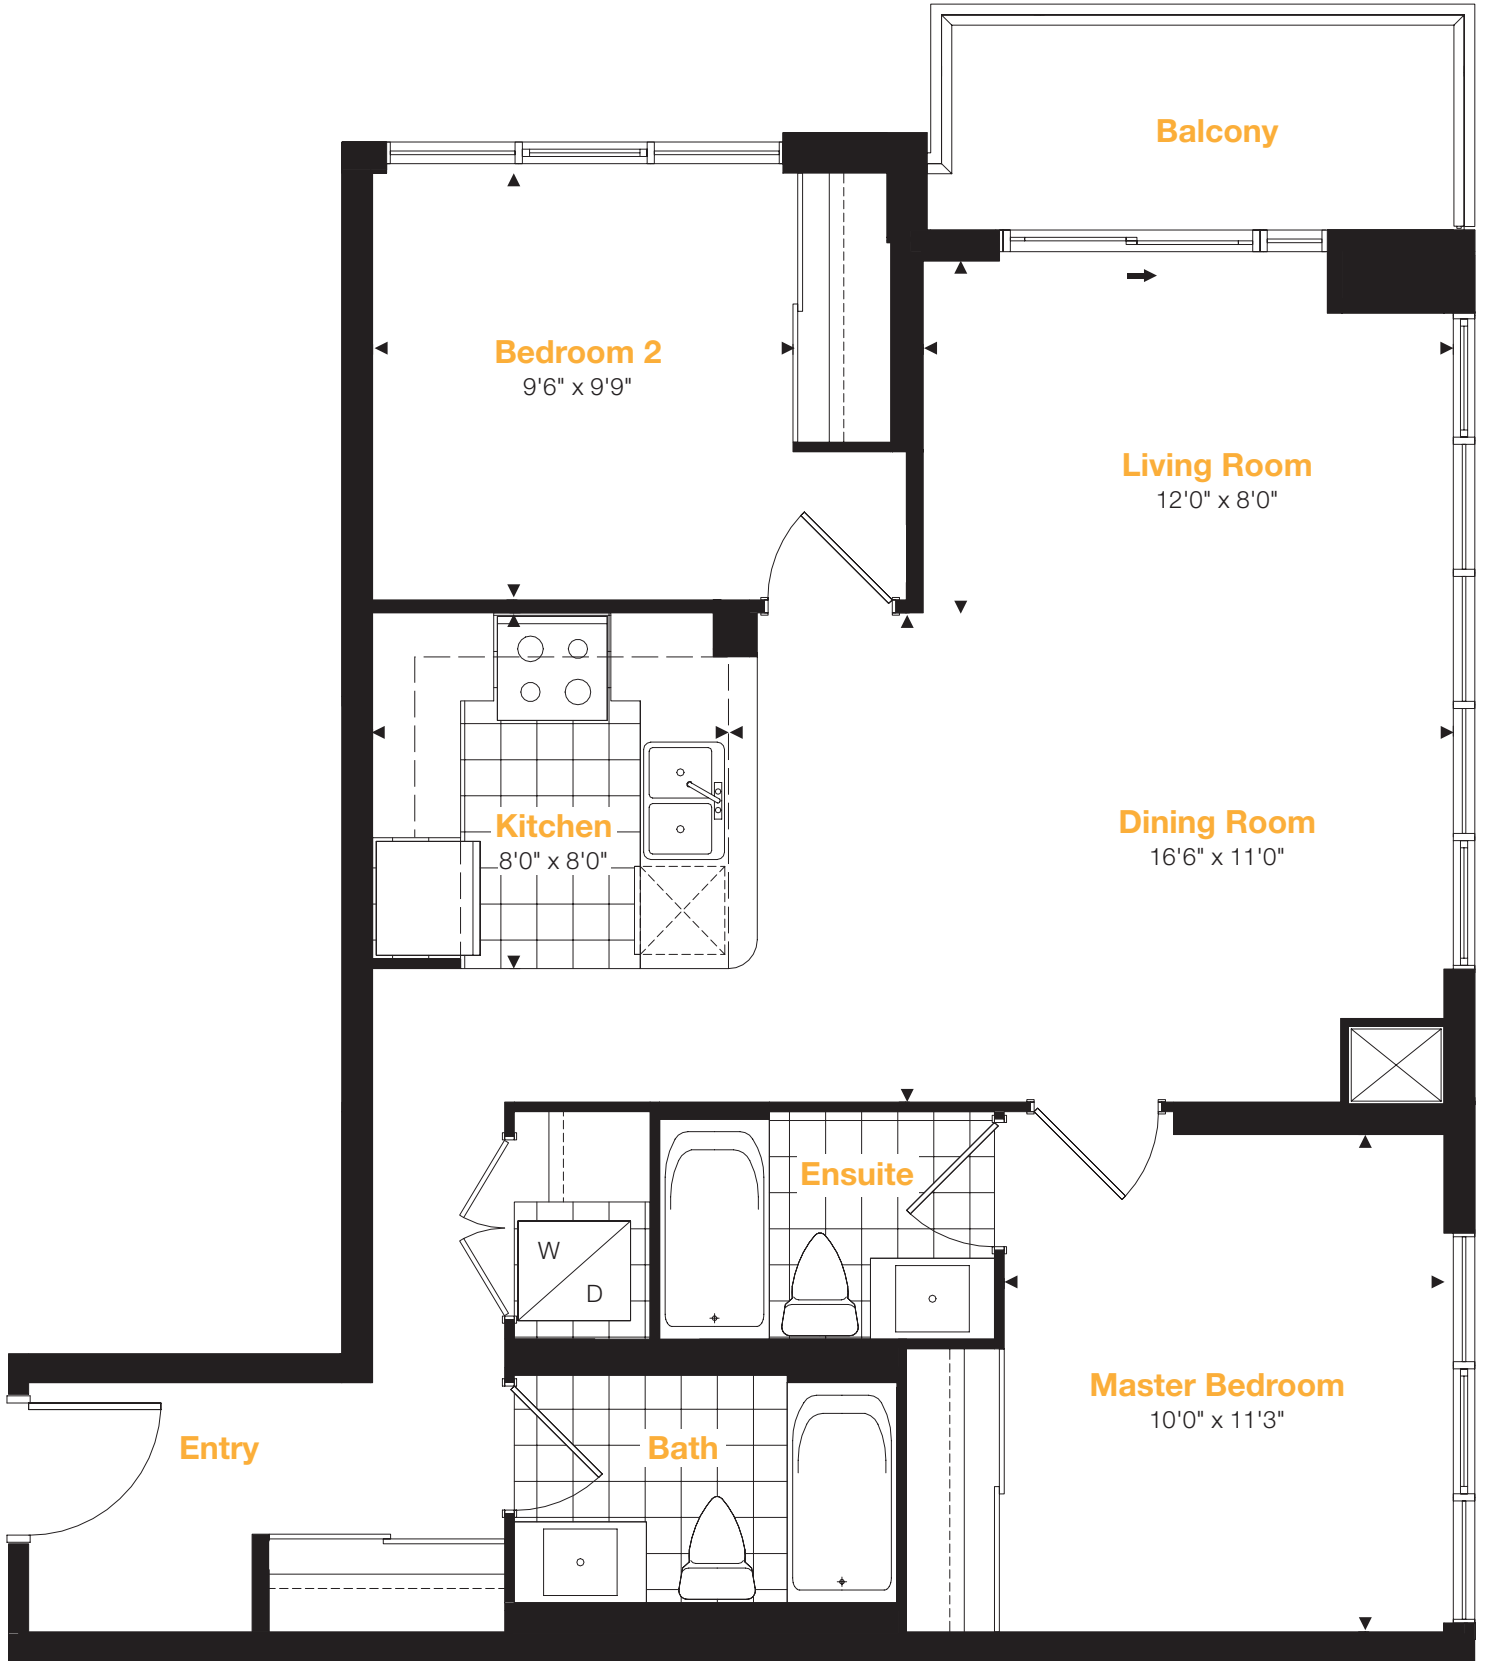 Balcony
Bedroom 2
9'6" x 9'9"
Living Room
12'0" x 8'0"
Kitchen
8'0" x 8'0"
Dining Room
16'6" x 11'0"
Ensuite
W
D
Master Bedroom
10'0" x 11'3"
Entry
Bath